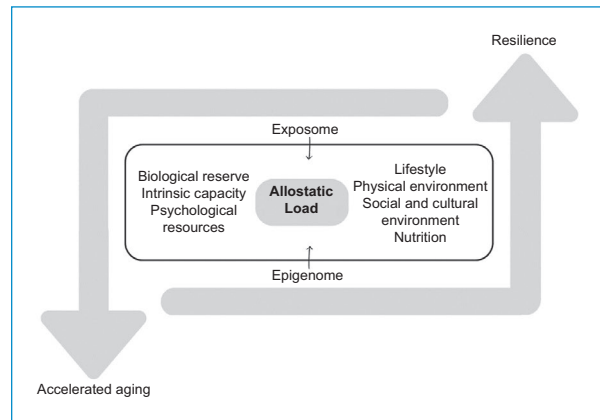 Resilience
Exposome
Biological reserve
Intrinsic capacity
Psychological
resources
Allostatic
Load
Lifestyle
Physical environment
Social and cultural
environment
Nutrition
Epigenome
Accelerated aging